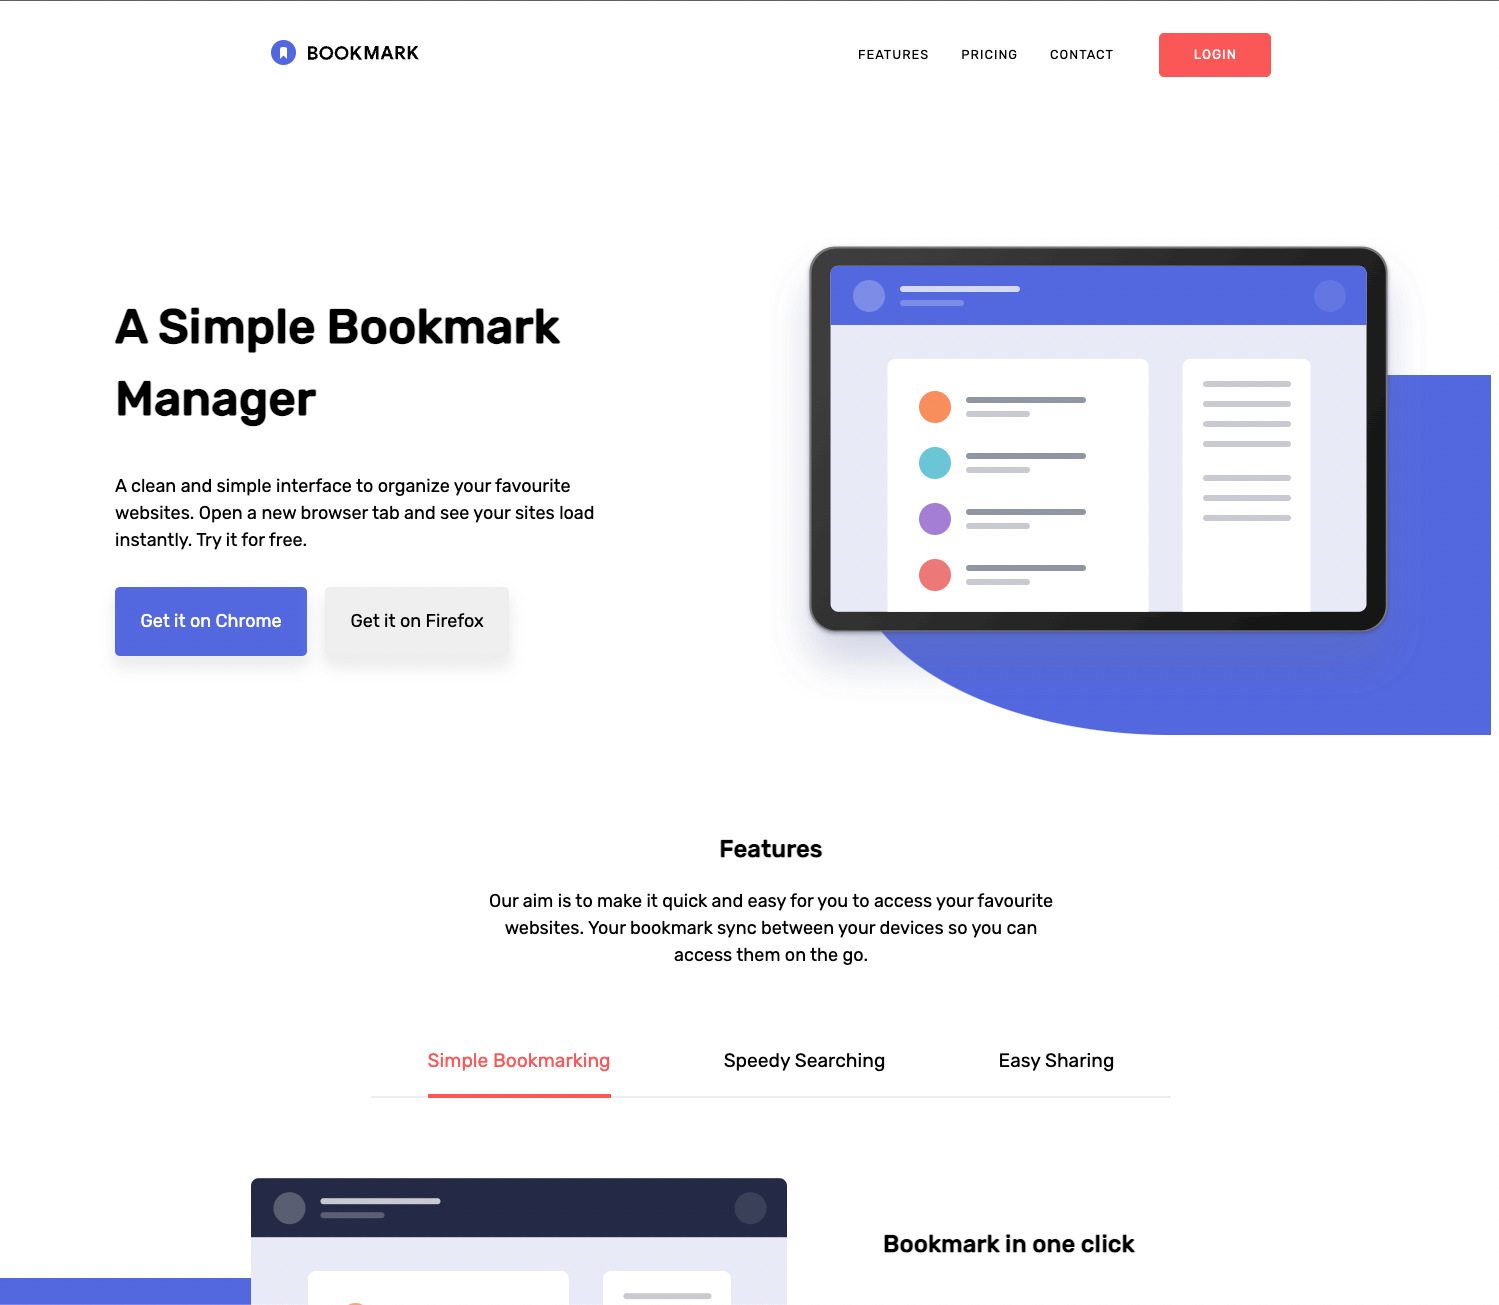 BOOKMARK
FEATURES PRICING CONTACT LOGIN
A Simple Bookmark
Manager
A clean and simple interface to organize your favourite
websites. Open a new browser tab and see your sites load
instantly. Try it for free.
Get it on Chrome Get it on Firefox
Features
Our aim is to make it quick and easy for you to access your favourite
websites. Your bookmark sync between your devices so you can
access them on the go.
Simple Bookmarking Speedy Searching Easy Sharing
Bookmark in one click